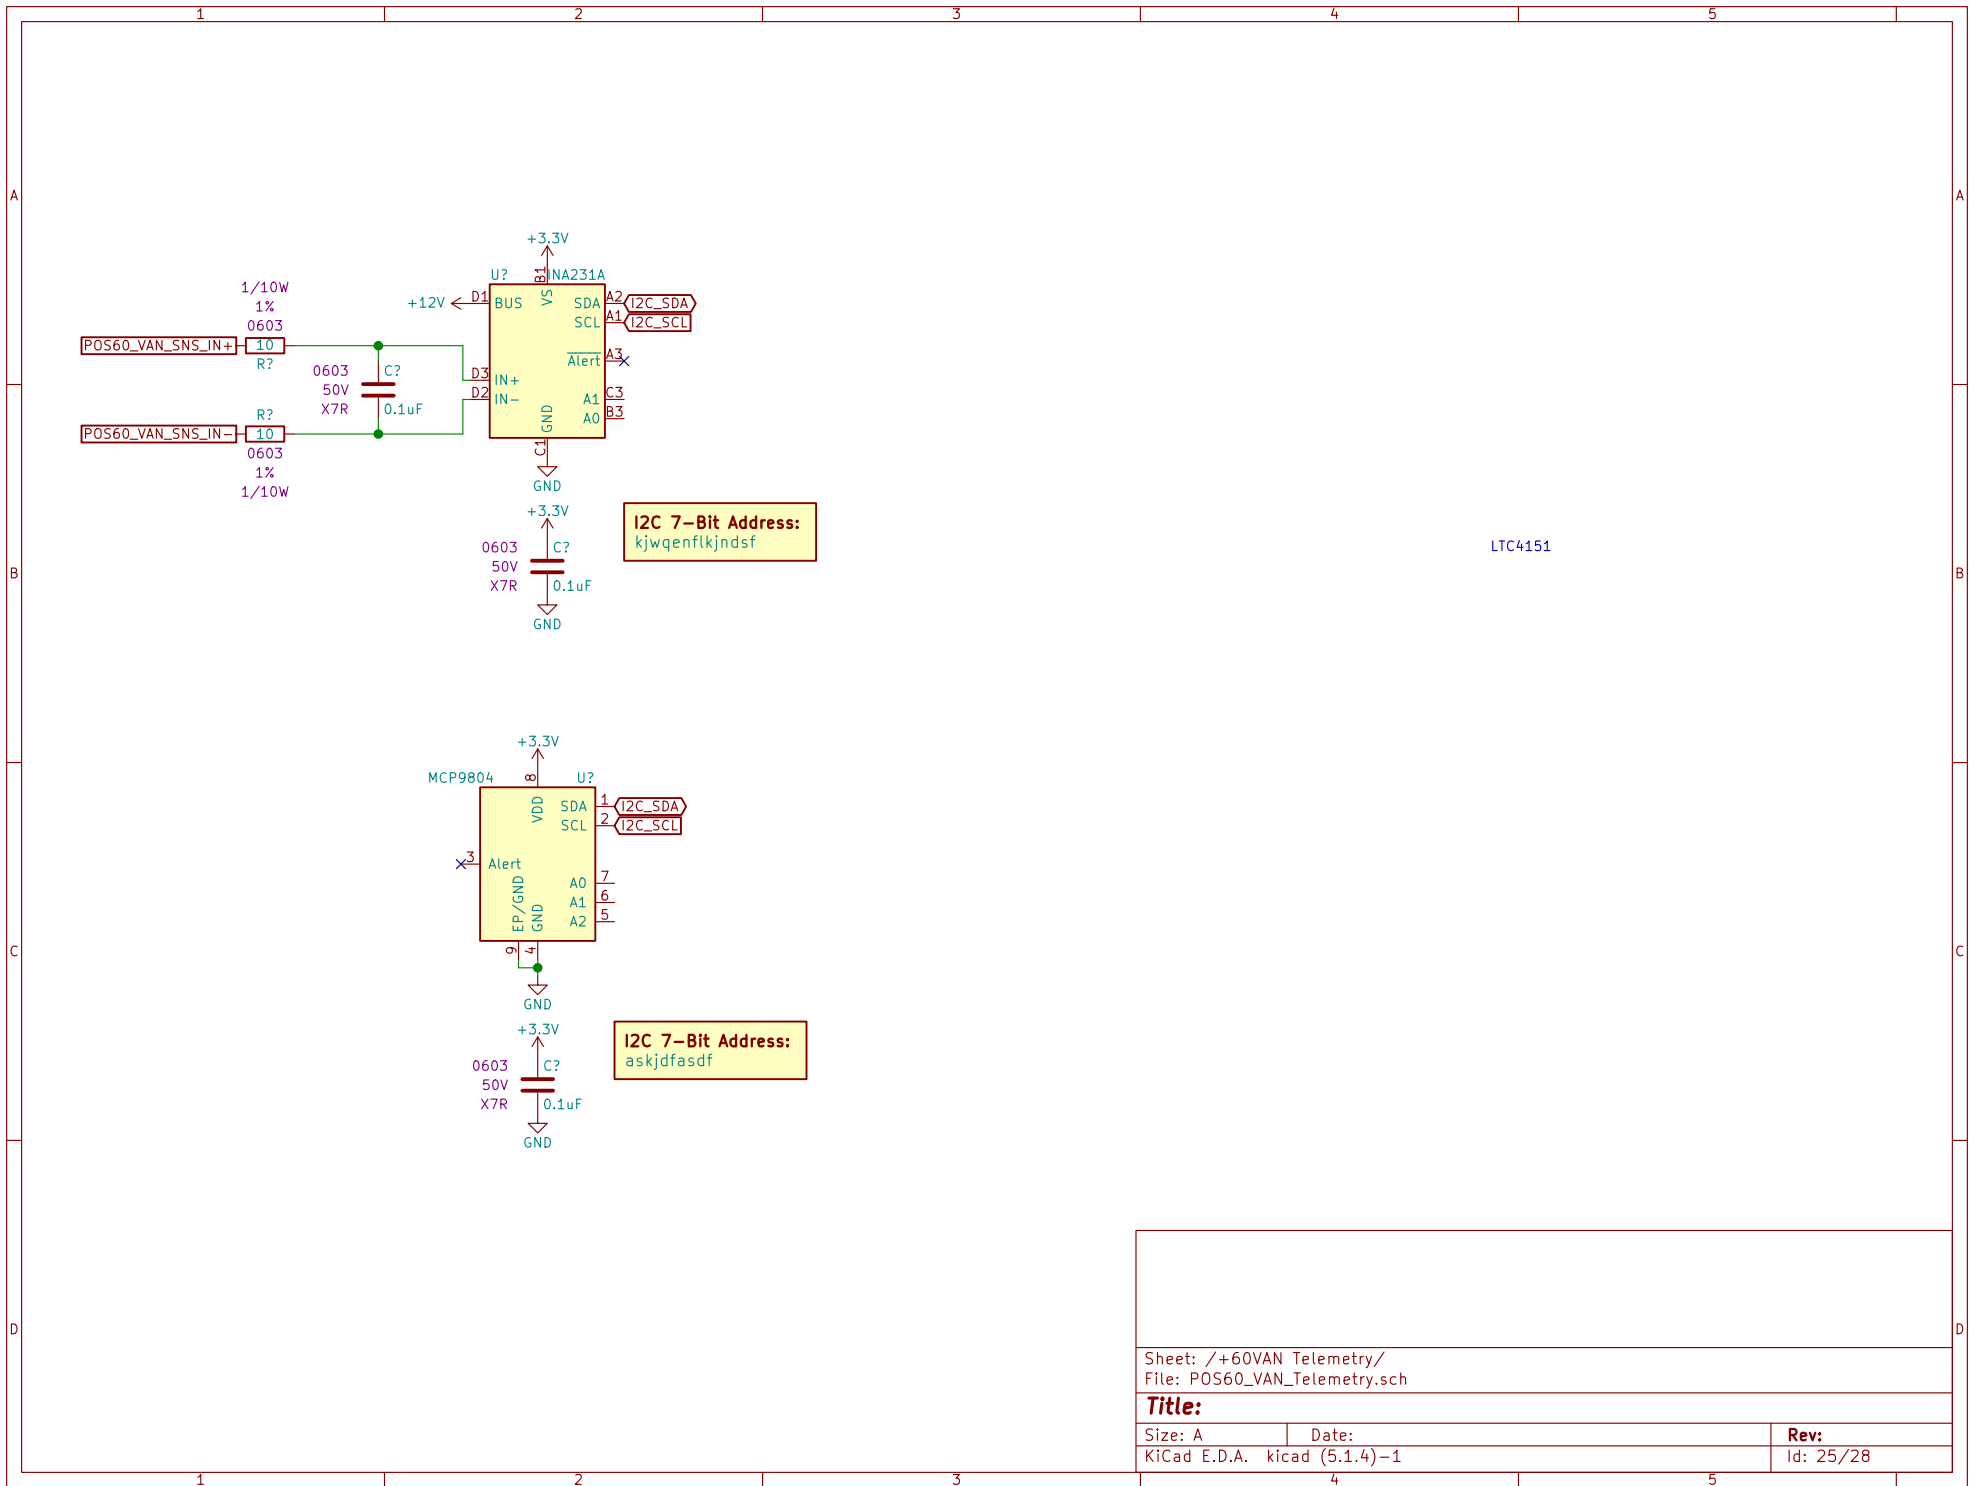 1 2 3 4 5
A A
B B
C C
D D
+3.3V
U? INA231A
B1
VS
+12V D1 BUS
SDA A2 I2C_SDA
SCL A1 I2C_SCL
Alert A3
1/10W
1%
0603
POS60_VAN_SNS_IN+ 10
R?
0603 C?
50V
X7R 0.1uF
D3 IN+
D2 IN-
A1 C3
A0 B3
GND
C1
GND
R?
POS60_VAN_SNS_IN- 10
0603
1%
1/10W
+3.3V
0603 C?
50V
X7R 0.1uF
GND
I2C 7-Bit Address:
kjwqenflkjndsf
LTC4151
+3.3V
MCP9804 U?
8
VDD
SDA 1 I2C_SDA
SCL 2 I2C_SCL
3 Alert
A0 7
A1 6
A2 5
EP/GND
GND
9 4
GND
+3.3V
0603 C?
50V
X7R 0.1uF
GND
I2C 7-Bit Address:
askjdfasdf
Sheet: /+60VAN Telemetry/
File: POS60_VAN_Telemetry.sch
Title:
Size: A Date: Rev:
KiCad E.D.A. kicad (5.1.4)-1 Id: 25/28
1 2 3 4 5